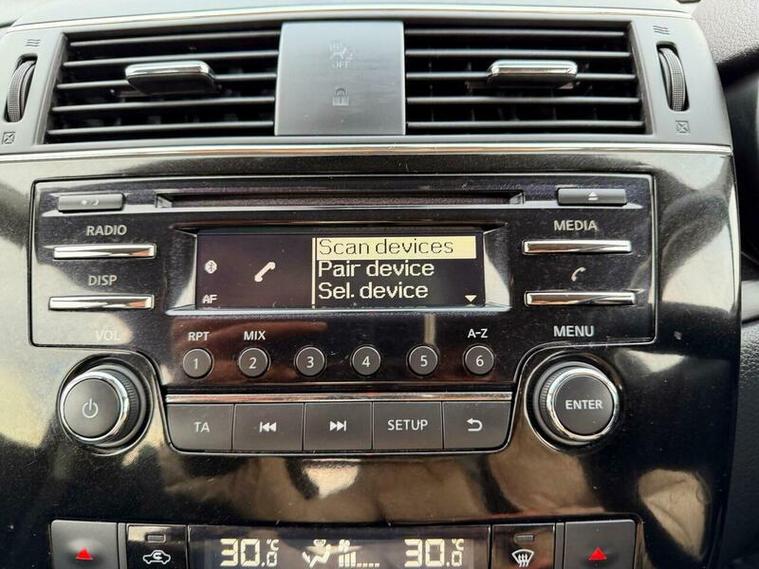 OFF
RADIO
MEDIA
Scan devices
Pair device
Sel. device
AF
DISP
VOL
MENU
RPT MIX A-Z
1 2 3 4 5 6
ENTER
TA SETUP
30.0°C 30.0°C